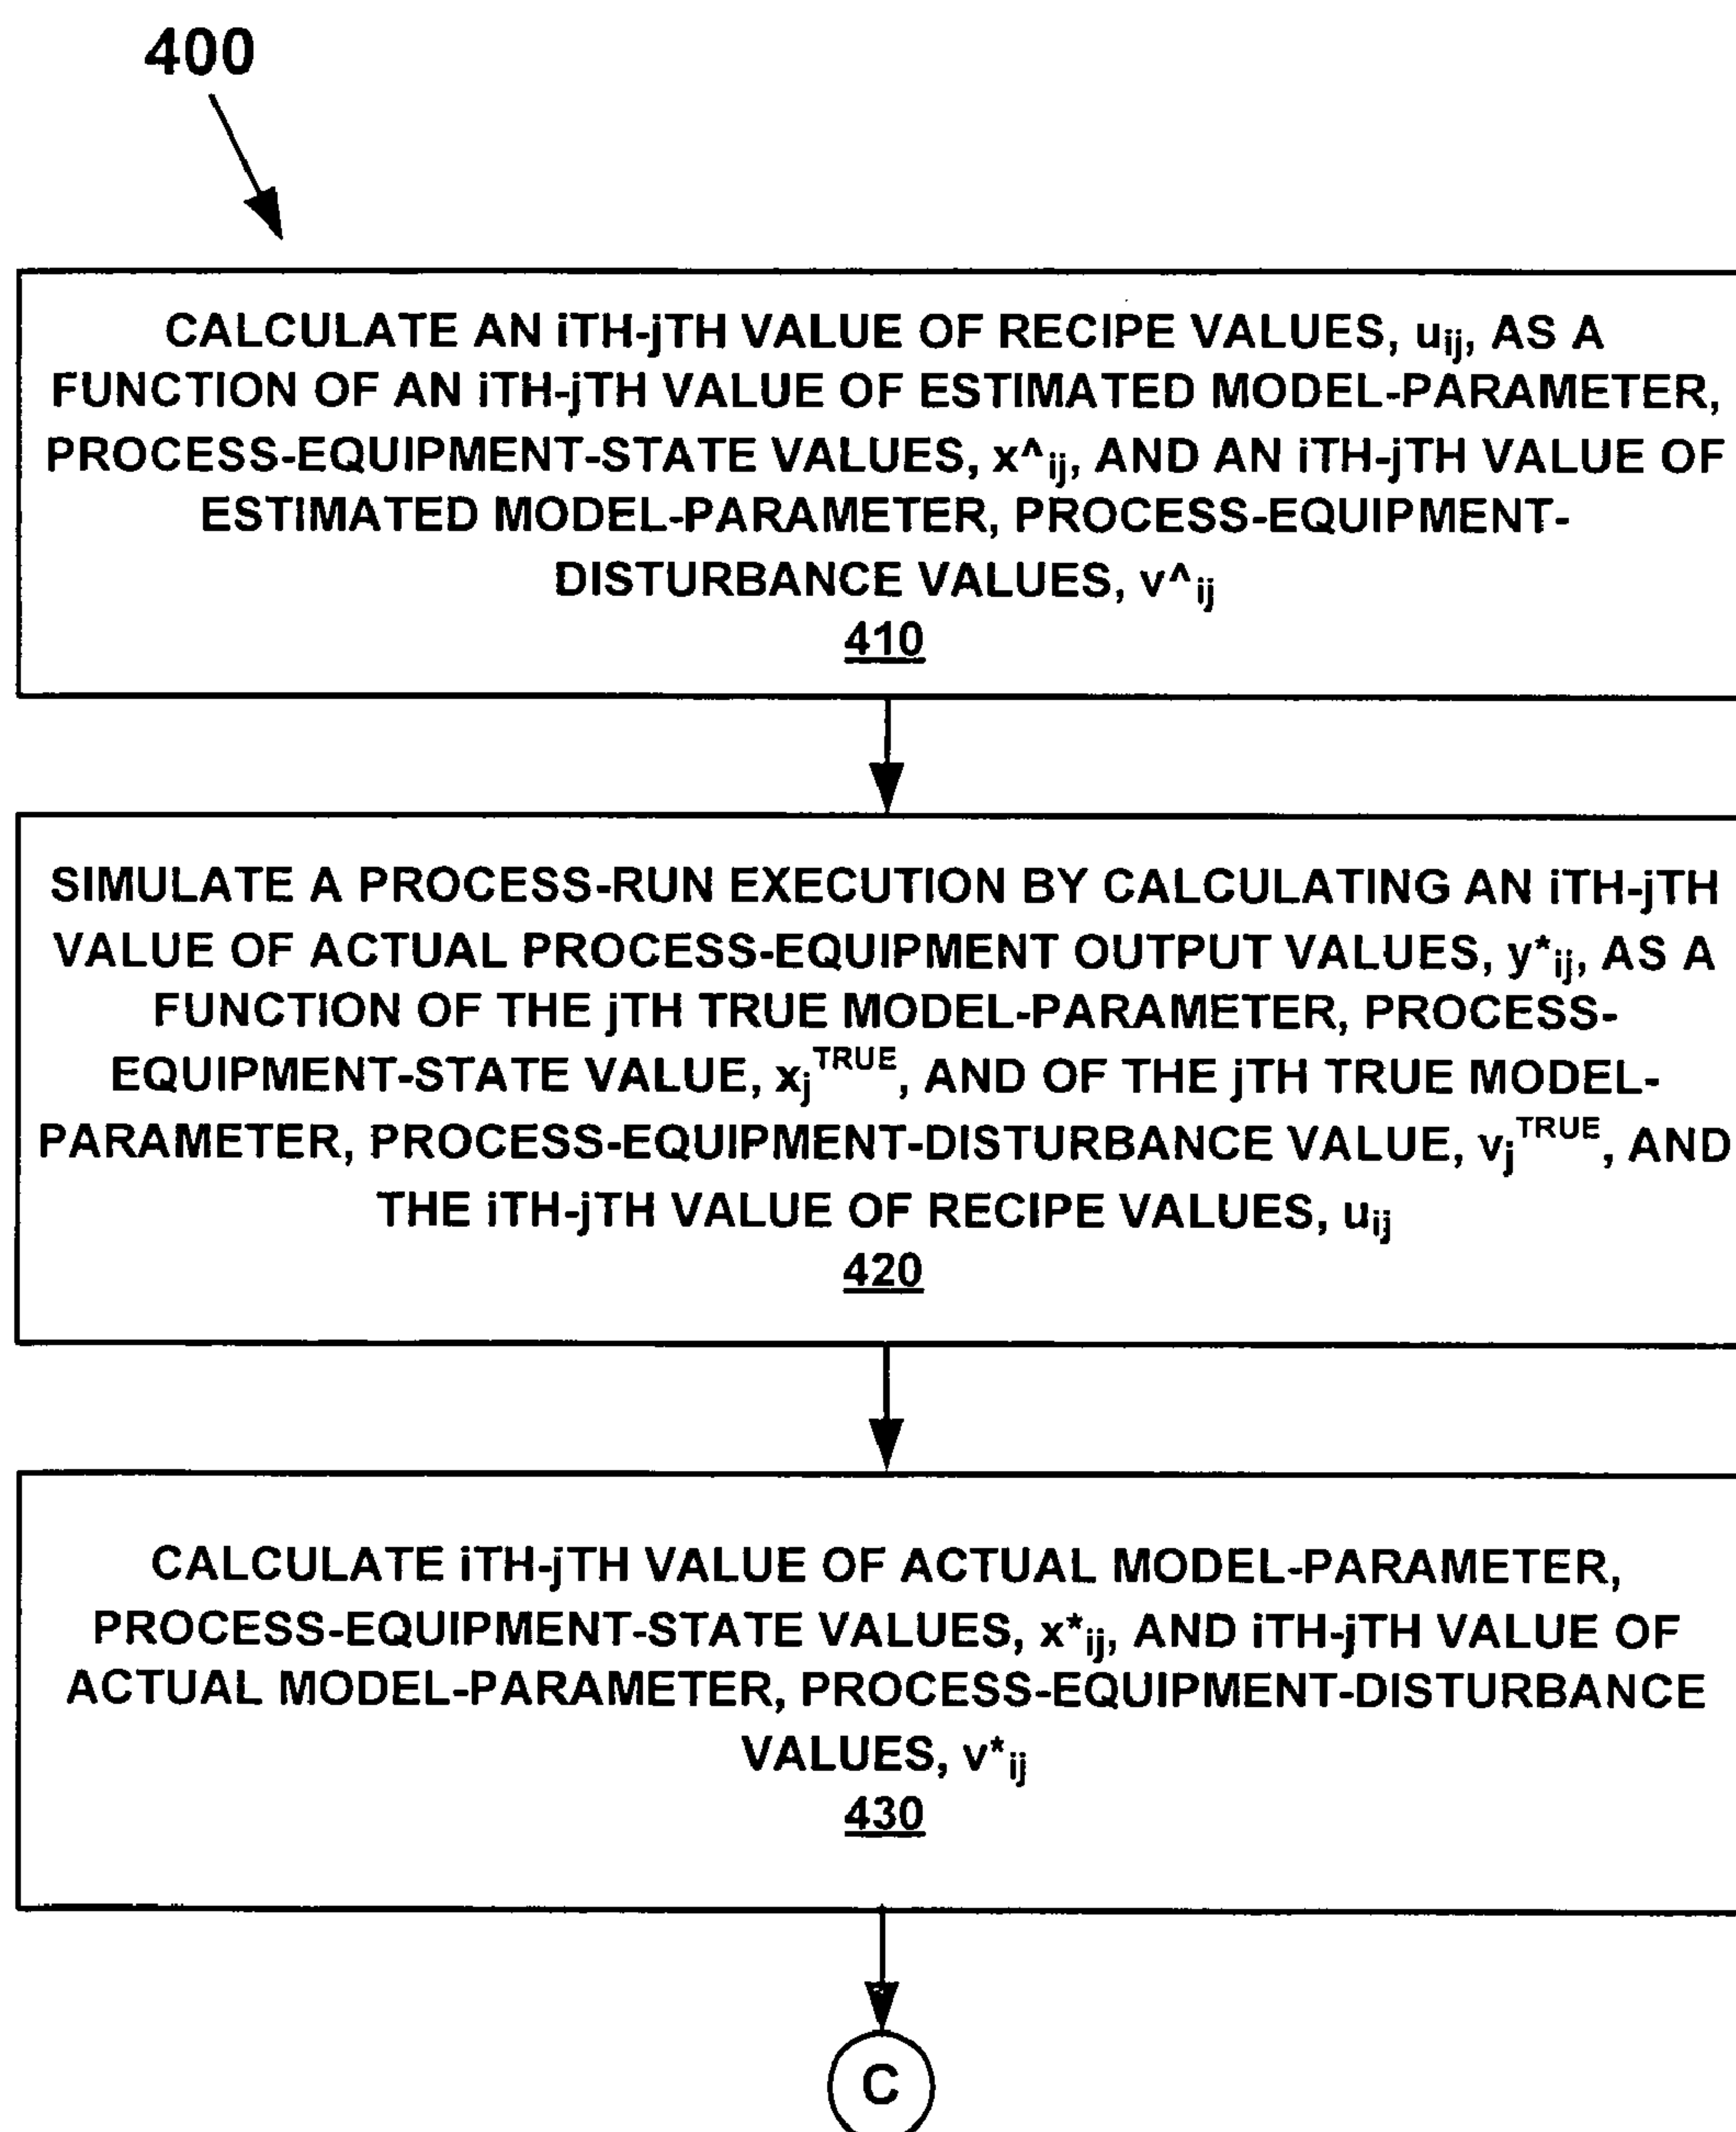 400
CALCULATE AN iTH-jTH VALUE OF RECIPE VALUES, uij, AS A
FUNCTION OF AN iTH-jTH VALUE OF ESTIMATED MODEL-PARAMETER,
PROCESS-EQUIPMENT-STATE VALUES, x^ij, AND AN iTH-jTH VALUE OF
ESTIMATED MODEL-PARAMETER, PROCESS-EQUIPMENT-
DISTURBANCE VALUES, v^ij
410
SIMULATE A PROCESS-RUN EXECUTION BY CALCULATING AN iTH-jTH
VALUE OF ACTUAL PROCESS-EQUIPMENT OUTPUT VALUES, y*ij, AS A
FUNCTION OF THE jTH TRUE MODEL-PARAMETER, PROCESS-
EQUIPMENT-STATE VALUE, xjTRUE, AND OF THE jTH TRUE MODEL-
PARAMETER, PROCESS-EQUIPMENT-DISTURBANCE VALUE, vjTRUE, AND
THE iTH-jTH VALUE OF RECIPE VALUES, uij
420
CALCULATE iTH-jTH VALUE OF ACTUAL MODEL-PARAMETER,
PROCESS-EQUIPMENT-STATE VALUES, x*ij, AND iTH-jTH VALUE OF
ACTUAL MODEL-PARAMETER, PROCESS-EQUIPMENT-DISTURBANCE
VALUES, v*ij
430
C